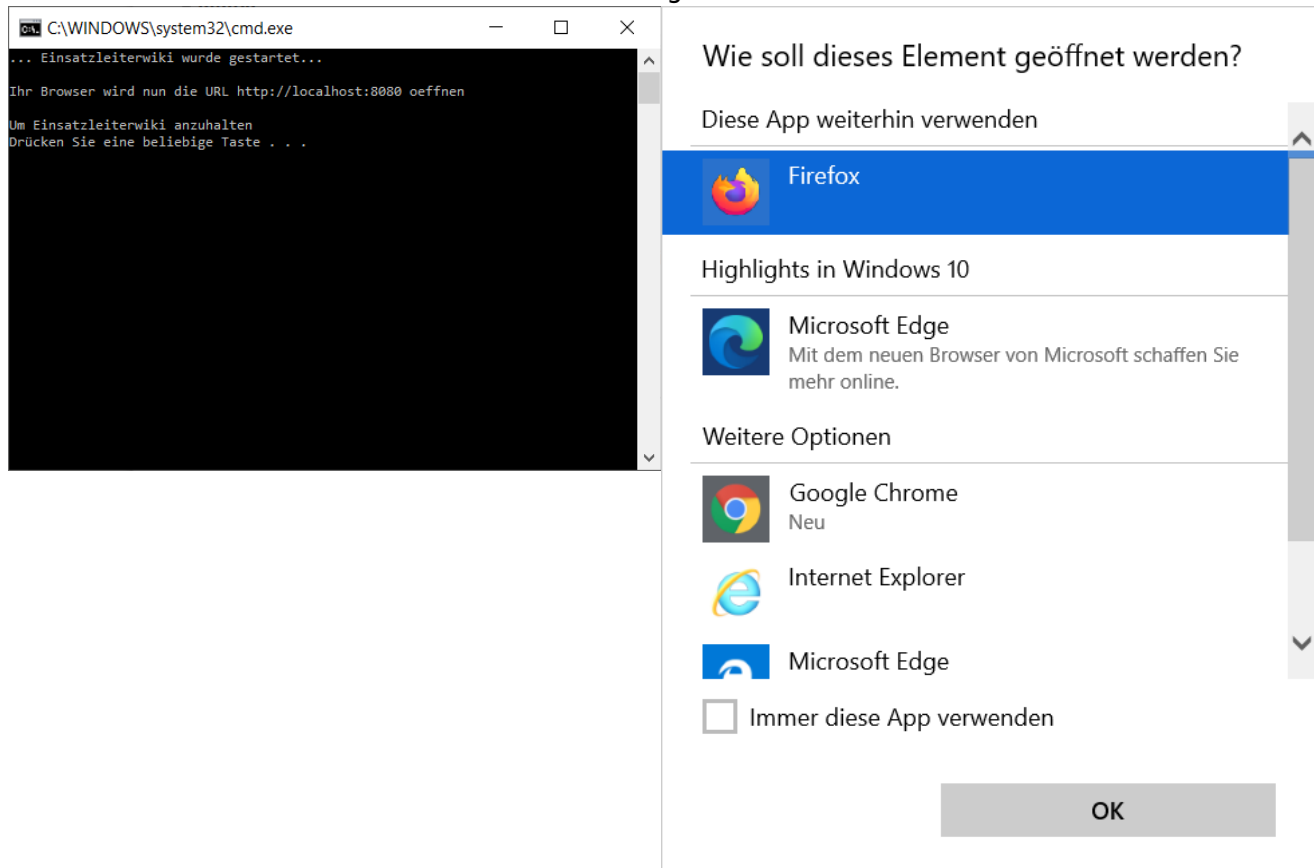 C:\WINDOWS\system32\cmd.exe
... Einsatzleiterwiki wurde gestartet...
Ihr Browser wird nun die URL http://localhost:8080 oeffnen
Um Einsatzleiterwiki anzuhalten
Drücken Sie eine beliebige Taste . . .
Wie soll dieses Element geöffnet werden?
Diese App weiterhin verwenden
Firefox
Highlights in Windows 10
Microsoft Edge
Mit dem neuen Browser von Microsoft schaffen Sie
mehr online.
Weitere Optionen
Google Chrome
Neu
Internet Explorer
Microsoft Edge
Immer diese App verwenden
OK